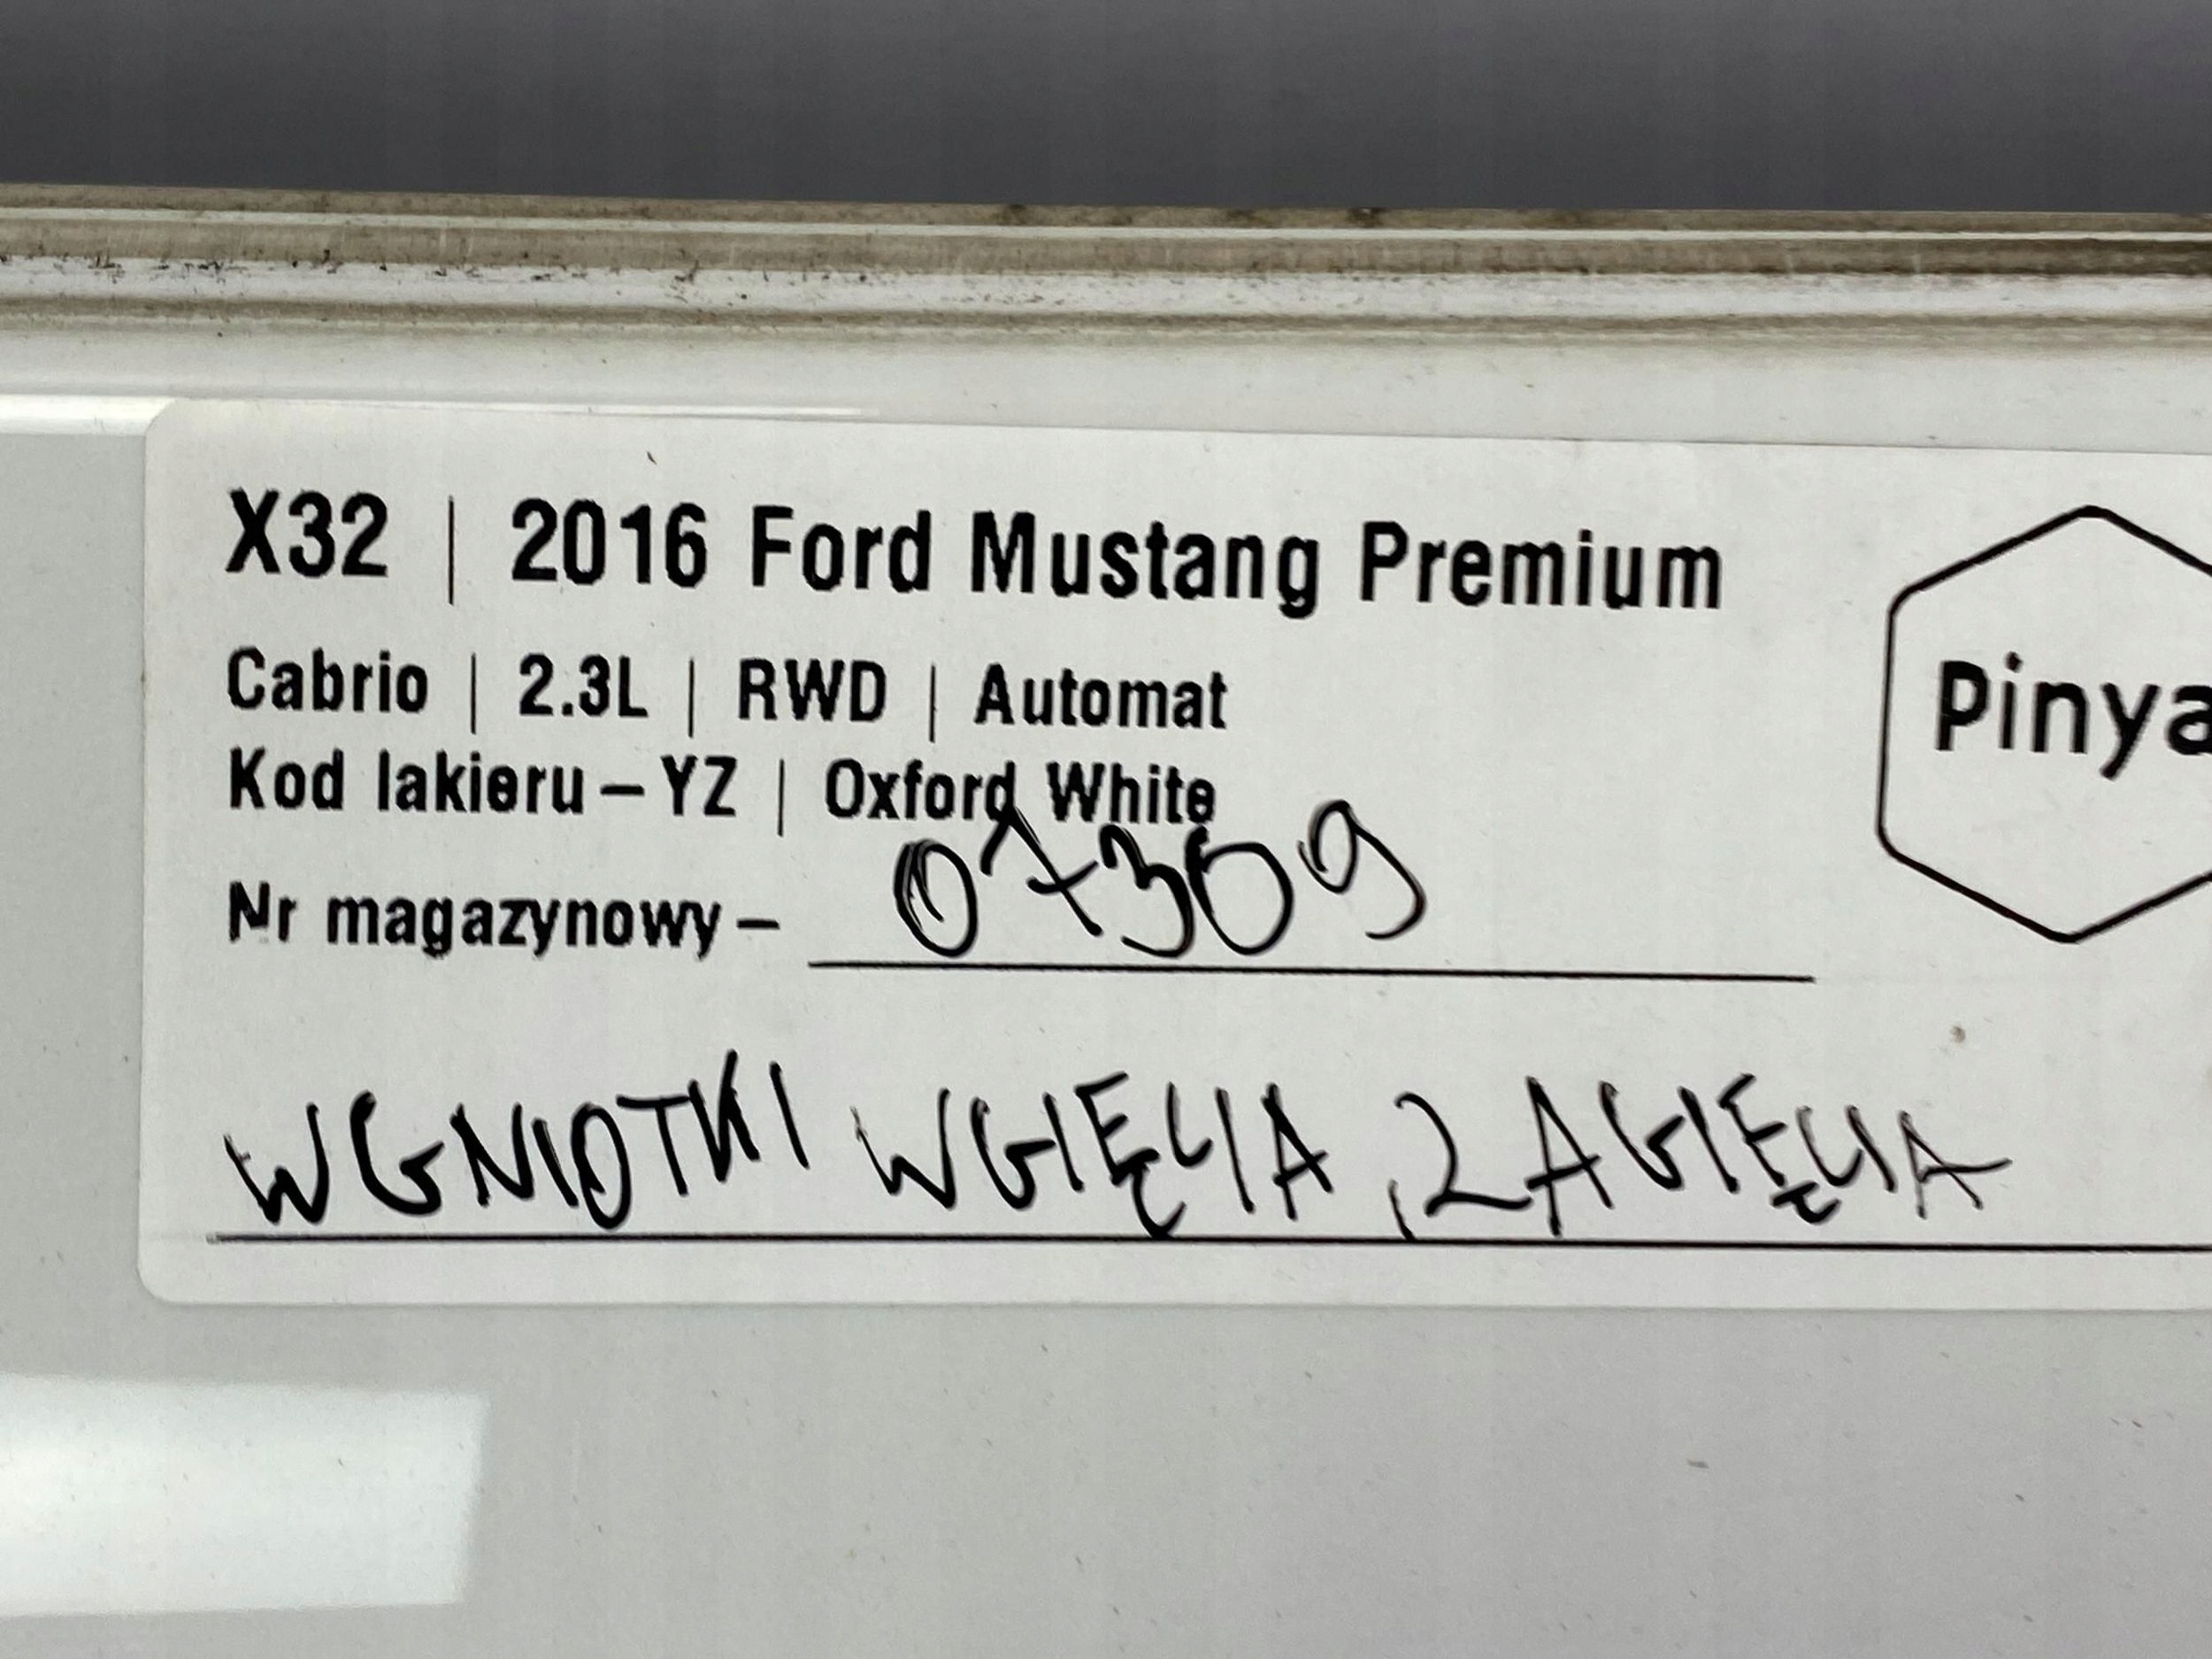 X32 | 2016 Ford Mustang Premium
Cabrio | 2.3L | RWD | Automat
Kod lakieru – YZ | Oxford White
Nr magazynowy – 07309
WGNIOTKI WGIĘCIA, ZAGIĘCIA
Pinya